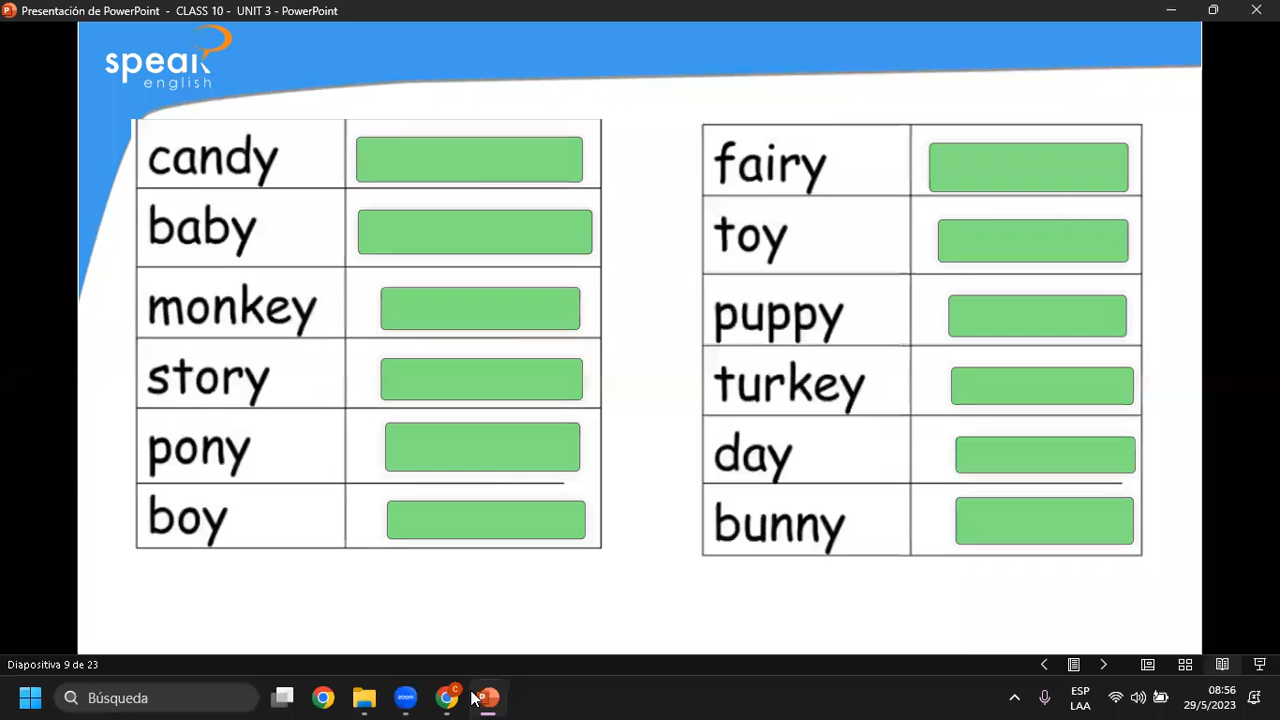 Presentación de PowerPoint - CLASS 10 - UNIT 3 - PowerPoint
speak
english
candy
baby
monkey
story
pony
boy
fairy
toy
puppy
turkey
day
bunny
Diapositiva 9 de 23
Búsqueda
zoom
C
P
ESP
LAA
08:56
29/5/2023